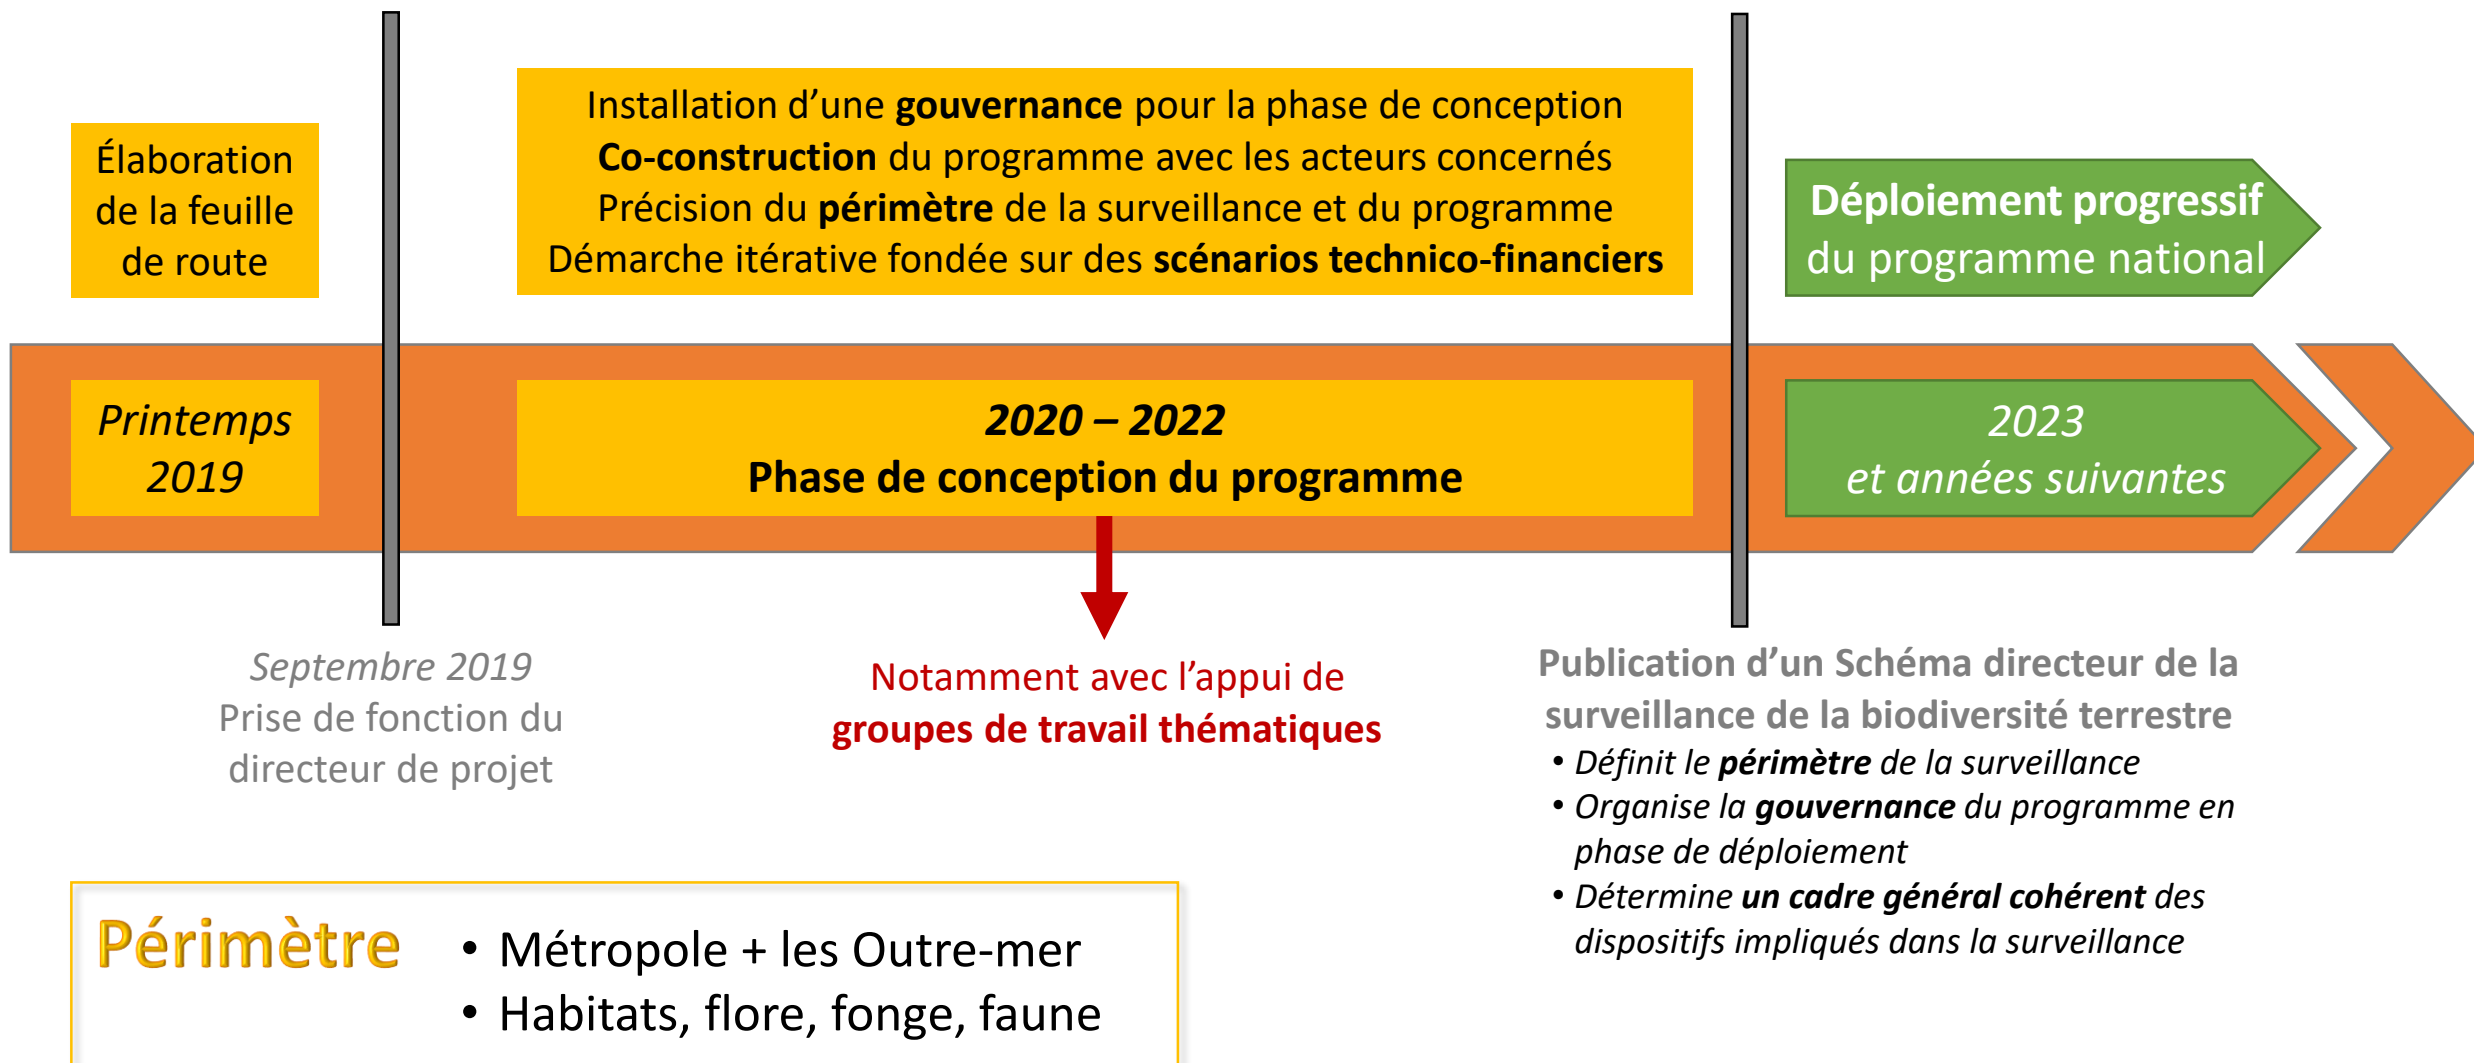 Élaboration
de la feuille
de route
Installation d’une gouvernance pour la phase de conception
Co-construction du programme avec les acteurs concernés
Précision du périmètre de la surveillance et du programme
Démarche itérative fondée sur des scénarios technico-financiers
Déploiement progressif
du programme national
Printemps
2019
2020 – 2022
Phase de conception du programme
2023
et années suivantes
Septembre 2019
Prise de fonction du
directeur de projet
Notamment avec l’appui de
groupes de travail thématiques
Publication d’un Schéma directeur de la
surveillance de la biodiversité terrestre
• Définit le périmètre de la surveillance
• Organise la gouvernance du programme en
phase de déploiement
• Détermine un cadre général cohérent des
dispositifs impliqués dans la surveillance
Périmètre
• Métropole + les Outre-mer
• Habitats, flore, fonge, faune